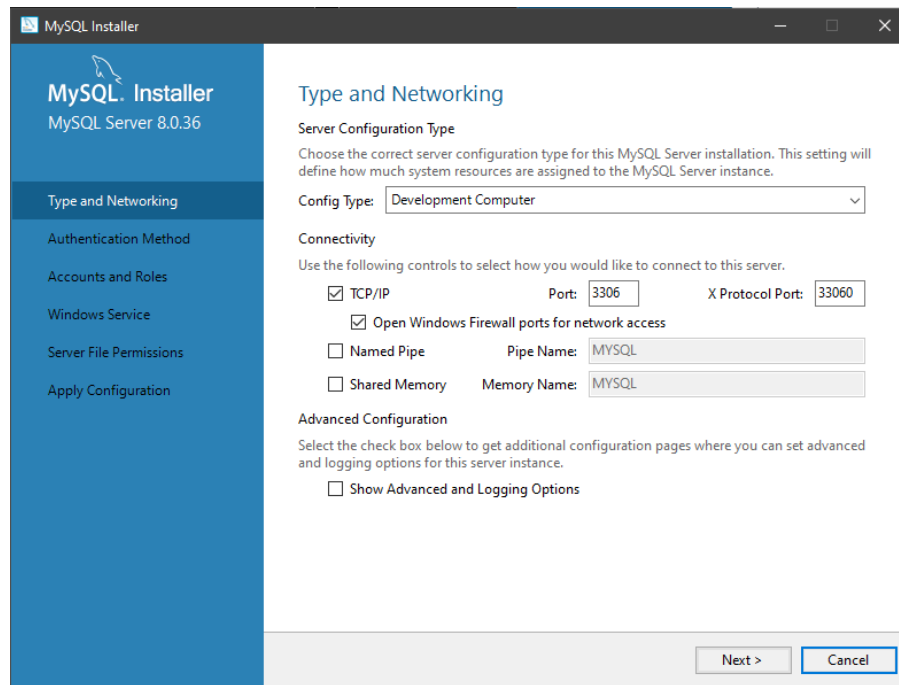 MySQL Installer
MySQL. Installer
MySQL Server 8.0.36
Type and Networking
Authentication Method
Accounts and Roles
Windows Service
Server File Permissions
Apply Configuration
Type and Networking
Server Configuration Type
Choose the correct server configuration type for this MySQL Server installation. This setting will
define how much system resources are assigned to the MySQL Server instance.
Config Type: Development Computer
Connectivity
Use the following controls to select how you would like to connect to this server.
TCP/IP Port: 3306 X Protocol Port: 33060
Open Windows Firewall ports for network access
Named Pipe Pipe Name: MYSQL
Shared Memory Memory Name: MYSQL
Advanced Configuration
Select the check box below to get additional configuration pages where you can set advanced
and logging options for this server instance.
Show Advanced and Logging Options
Next > Cancel